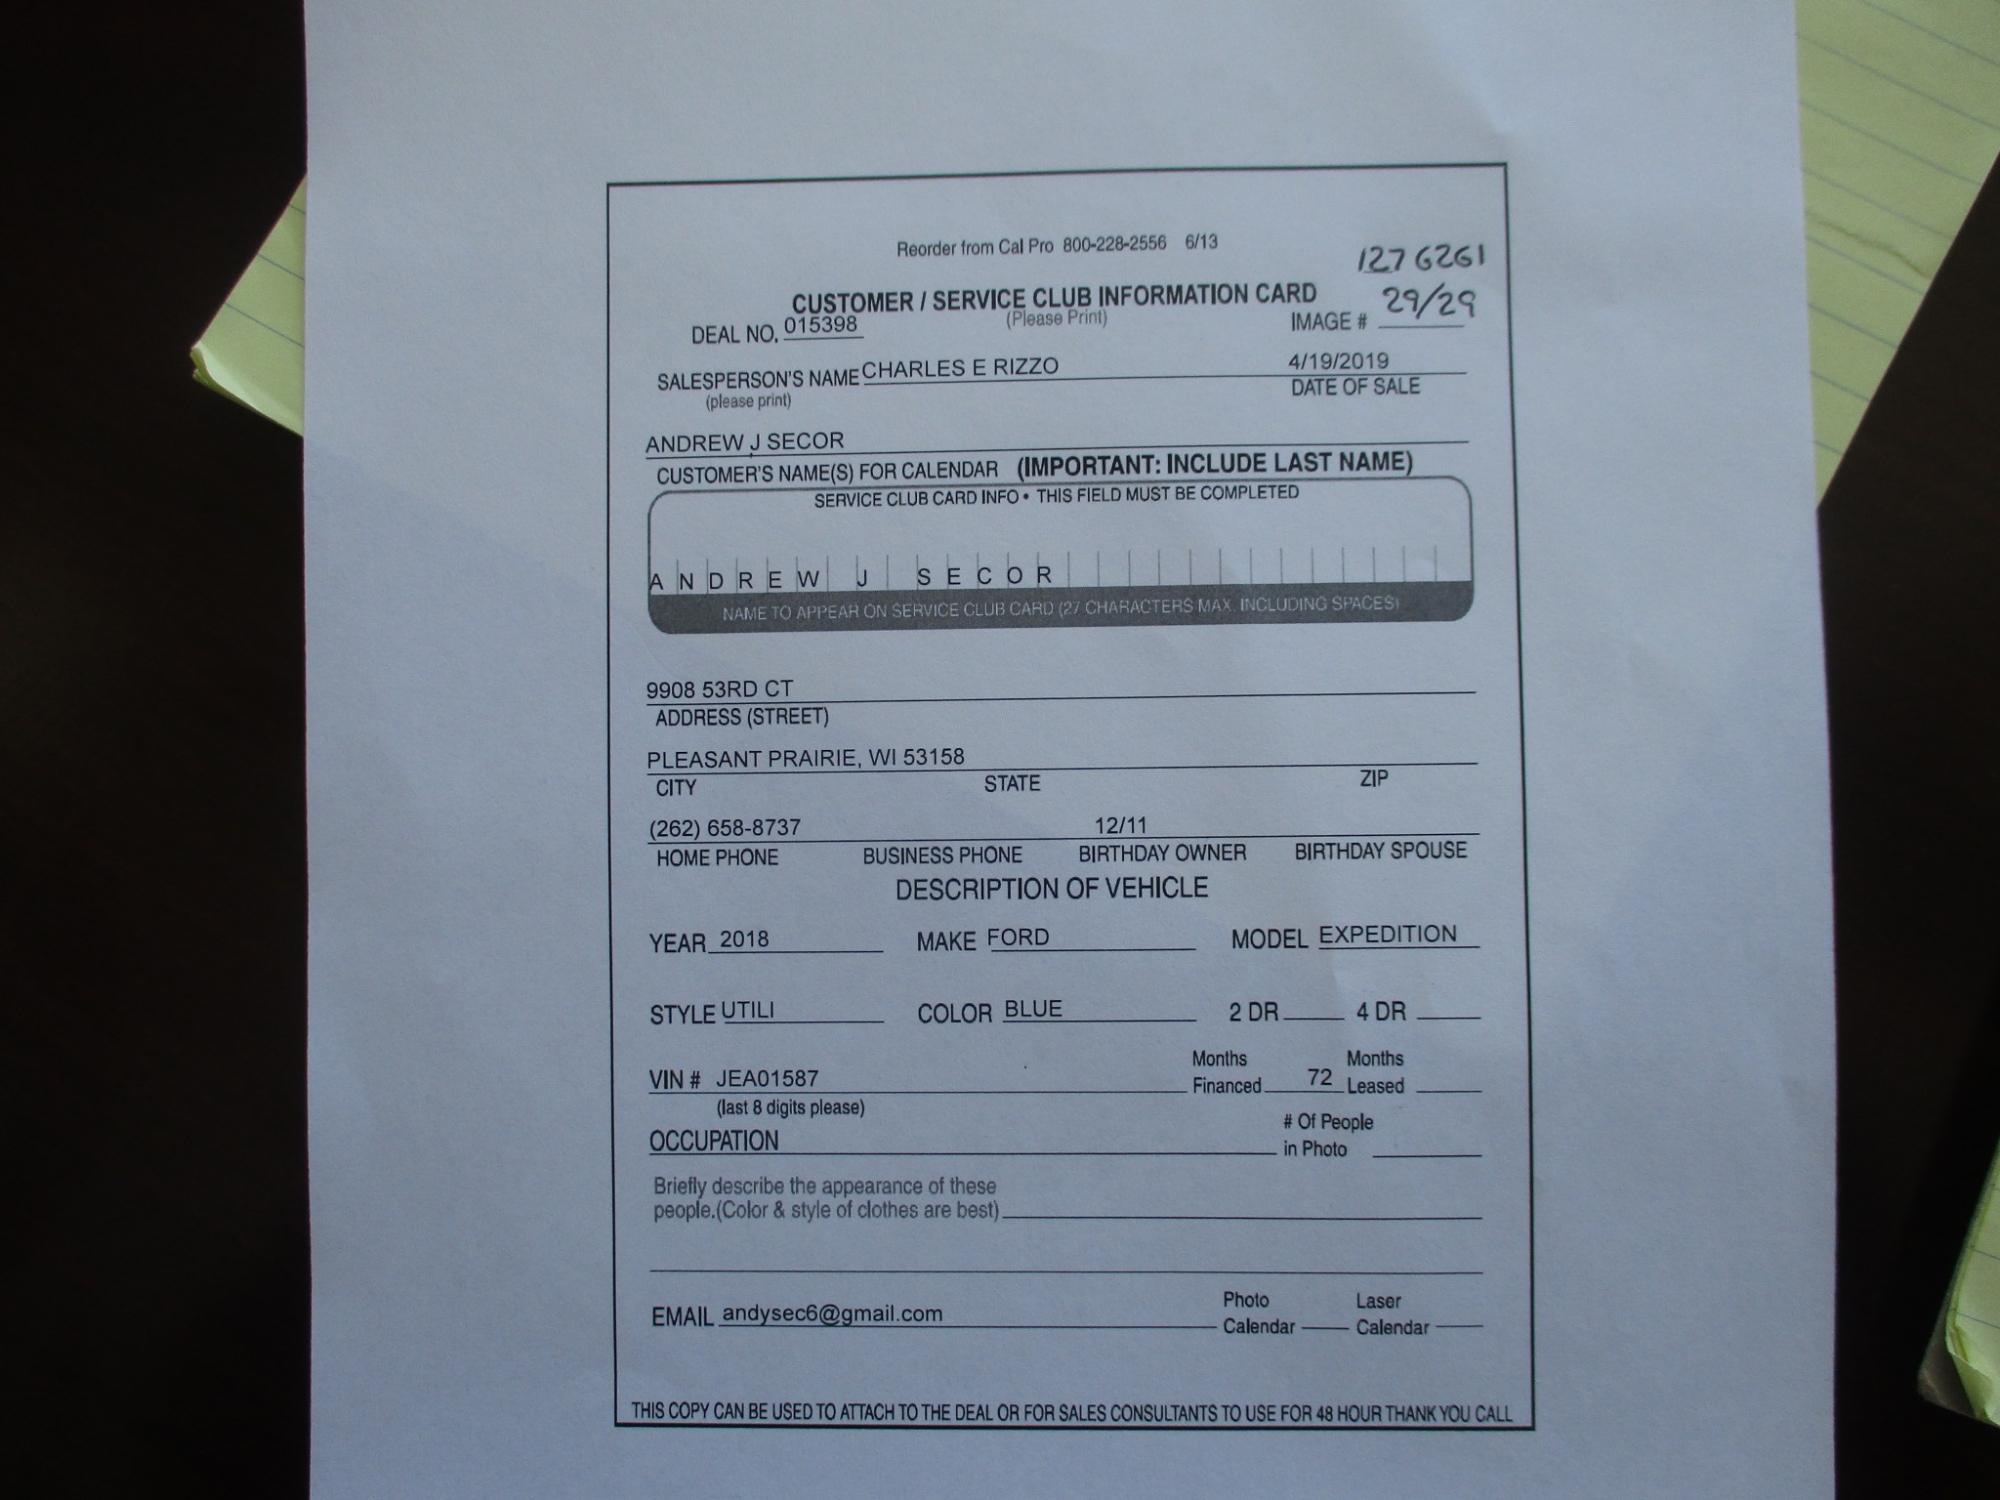 Reorder from Cal Pro 800-228-2556 6/13
127 6261
CUSTOMER / SERVICE CLUB INFORMATION CARD
(Please Print)
DEAL NO. 015398
IMAGE # 29/29
SALESPERSON'S NAME CHARLES E RIZZO 4/19/2019
(please print) DATE OF SALE
ANDREW J SECOR
CUSTOMER'S NAME(S) FOR CALENDAR (IMPORTANT: INCLUDE LAST NAME)
SERVICE CLUB CARD INFO • THIS FIELD MUST BE COMPLETED
A N D R E W J S E C O R
NAME TO APPEAR ON SERVICE CLUB CARD (27 CHARACTERS MAX. INCLUDING SPACES)
9908 53RD CT
ADDRESS (STREET)
PLEASANT PRAIRIE, WI 53158
CITY STATE ZIP
(262) 658-8737 12/11
HOME PHONE BUSINESS PHONE BIRTHDAY OWNER BIRTHDAY SPOUSE
DESCRIPTION OF VEHICLE
YEAR 2018 MAKE FORD MODEL EXPEDITION
STYLE UTILI COLOR BLUE 2 DR 4 DR
VIN # JEA01587 Months Financed 72 Months Leased
(last 8 digits please)
OCCUPATION # Of People in Photo
Briefly describe the appearance of these
people.(Color & style of clothes are best)
EMAIL andysec6@gmail.com Photo Calendar Laser Calendar
THIS COPY CAN BE USED TO ATTACH TO THE DEAL OR FOR SALES CONSULTANTS TO USE FOR 48 HOUR THANK YOU CALL